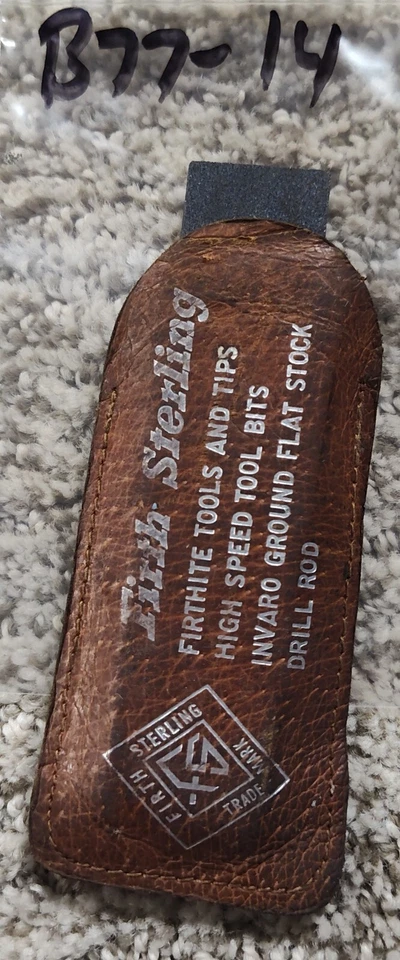 B77-14
Firth Sterling
FIRTHITE TOOLS AND TIPS
HIGH SPEED TOOL BITS
INVARO GROUND FLAT STOCK
DRILL ROD
FIRTH STERLING
FS
TRADE MARK